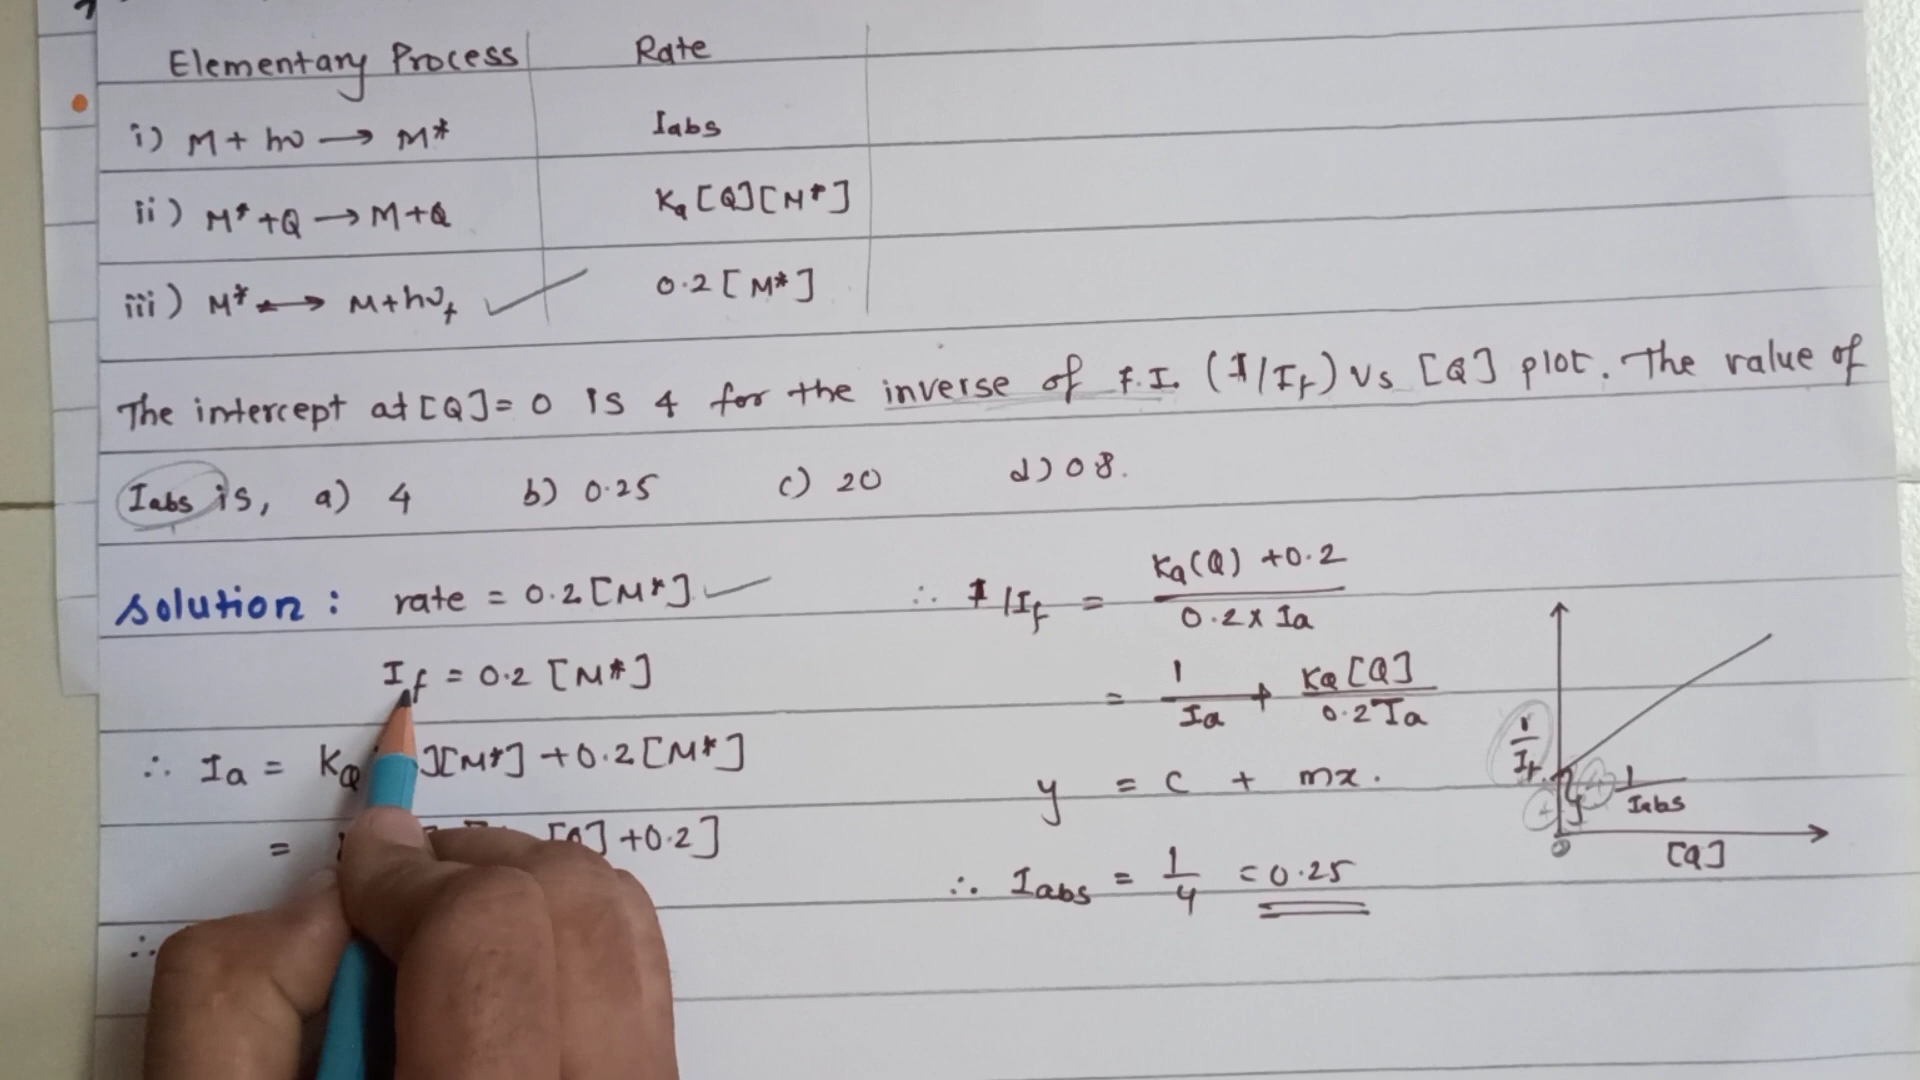 Elementary Process Rate
i) M + hν ⟶ M* Iabs
ii) M* + Q ⟶ M + Q Kq [Q][M*]
iii) M* ⟶ M + hνf ✓ 0.2 [M*]
The intercept at [Q] = 0 is 4 for the inverse of F.I. (1/If) Vs [Q] plot. The value of
Iabs is, a) 4 b) 0.25 c) 20 d) 08.
Solution : rate = 0.2 [M*] ✓
If = 0.2 [M*]
∴ Ia = KQ ][M*] + 0.2 [M*]
= [Q] + 0.2]
∴
∴ 1/If = Kq(Q) + 0.2 / 0.2 x Ia
= 1/Ia + KQ [Q] / 0.2 Ia
y = c + mx.
∴ Iabs = 1/4 = 0.25
1/If
4 1/Iabs
0
[Q]